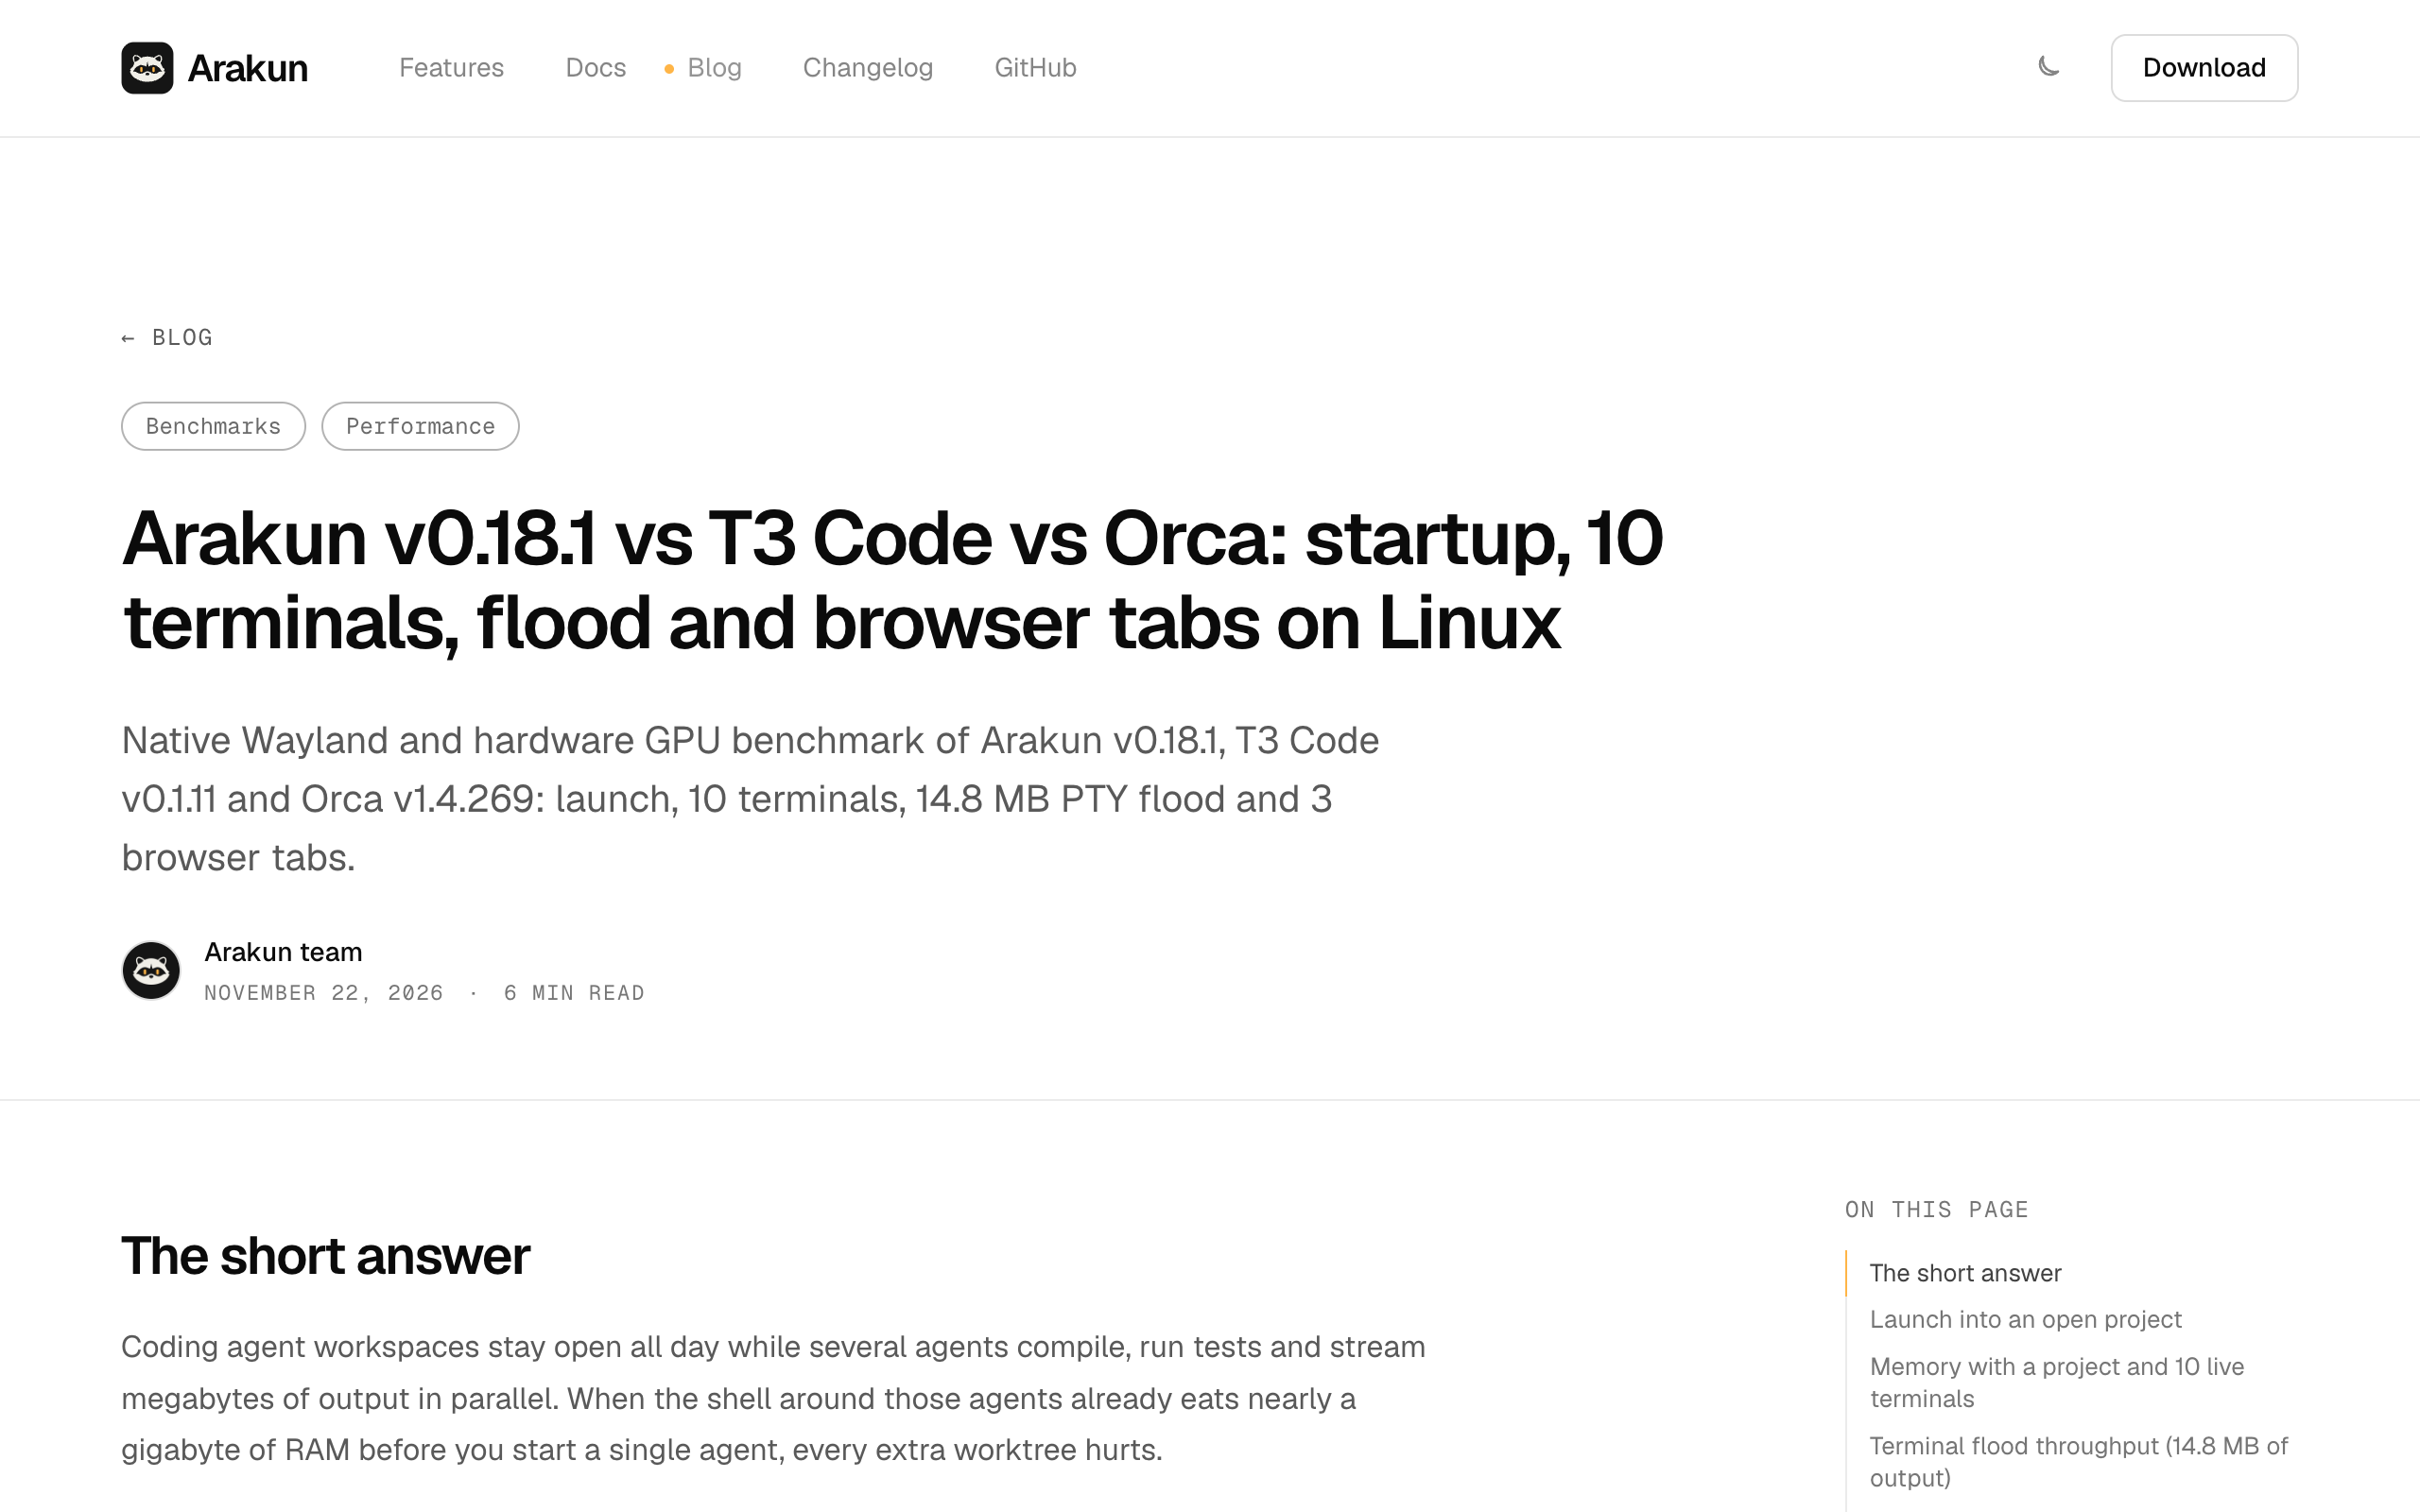 Arakun
Features
Docs
Blog
Changelog
GitHub
Download
← BLOG
Benchmarks
Performance
Arakun v0.18.1 vs T3 Code vs Orca: startup, 10
terminals, flood and browser tabs on Linux
Native Wayland and hardware GPU benchmark of Arakun v0.18.1, T3 Code
v0.1.11 and Orca v1.4.269: launch, 10 terminals, 14.8 MB PTY flood and 3
browser tabs.
Arakun team
NOVEMBER 22, 2026 · 6 MIN READ
The short answer
Coding agent workspaces stay open all day while several agents compile, run tests and stream
megabytes of output in parallel. When the shell around those agents already eats nearly a
gigabyte of RAM before you start a single agent, every extra worktree hurts.
ON THIS PAGE
The short answer
Launch into an open project
Memory with a project and 10 live
terminals
Terminal flood throughput (14.8 MB of
output)